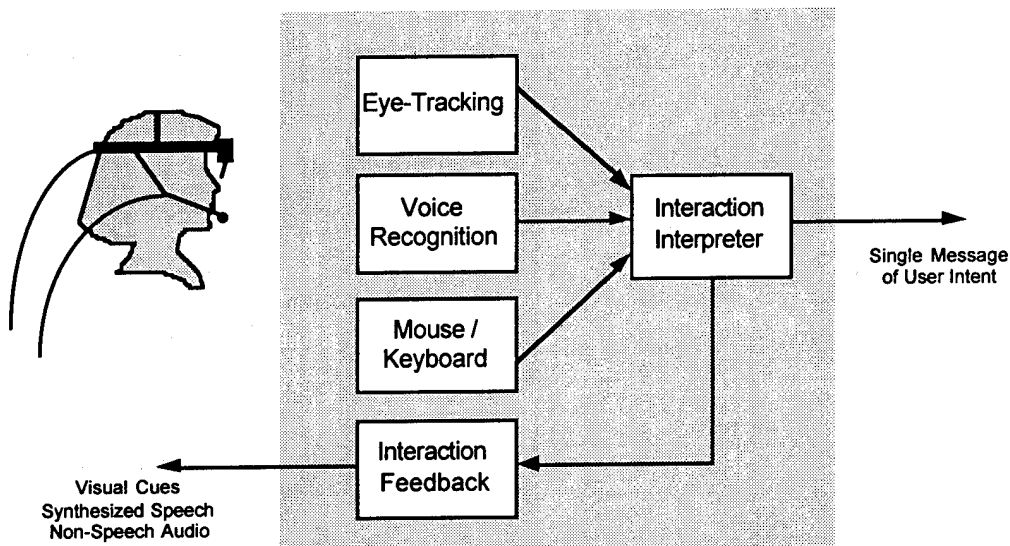 Eye-Tracking
Voice
Recognition
Mouse /
Keyboard
Interaction
Feedback
Interaction
Interpreter
Single Message
of User Intent
Visual Cues
Synthesized Speech
Non-Speech Audio